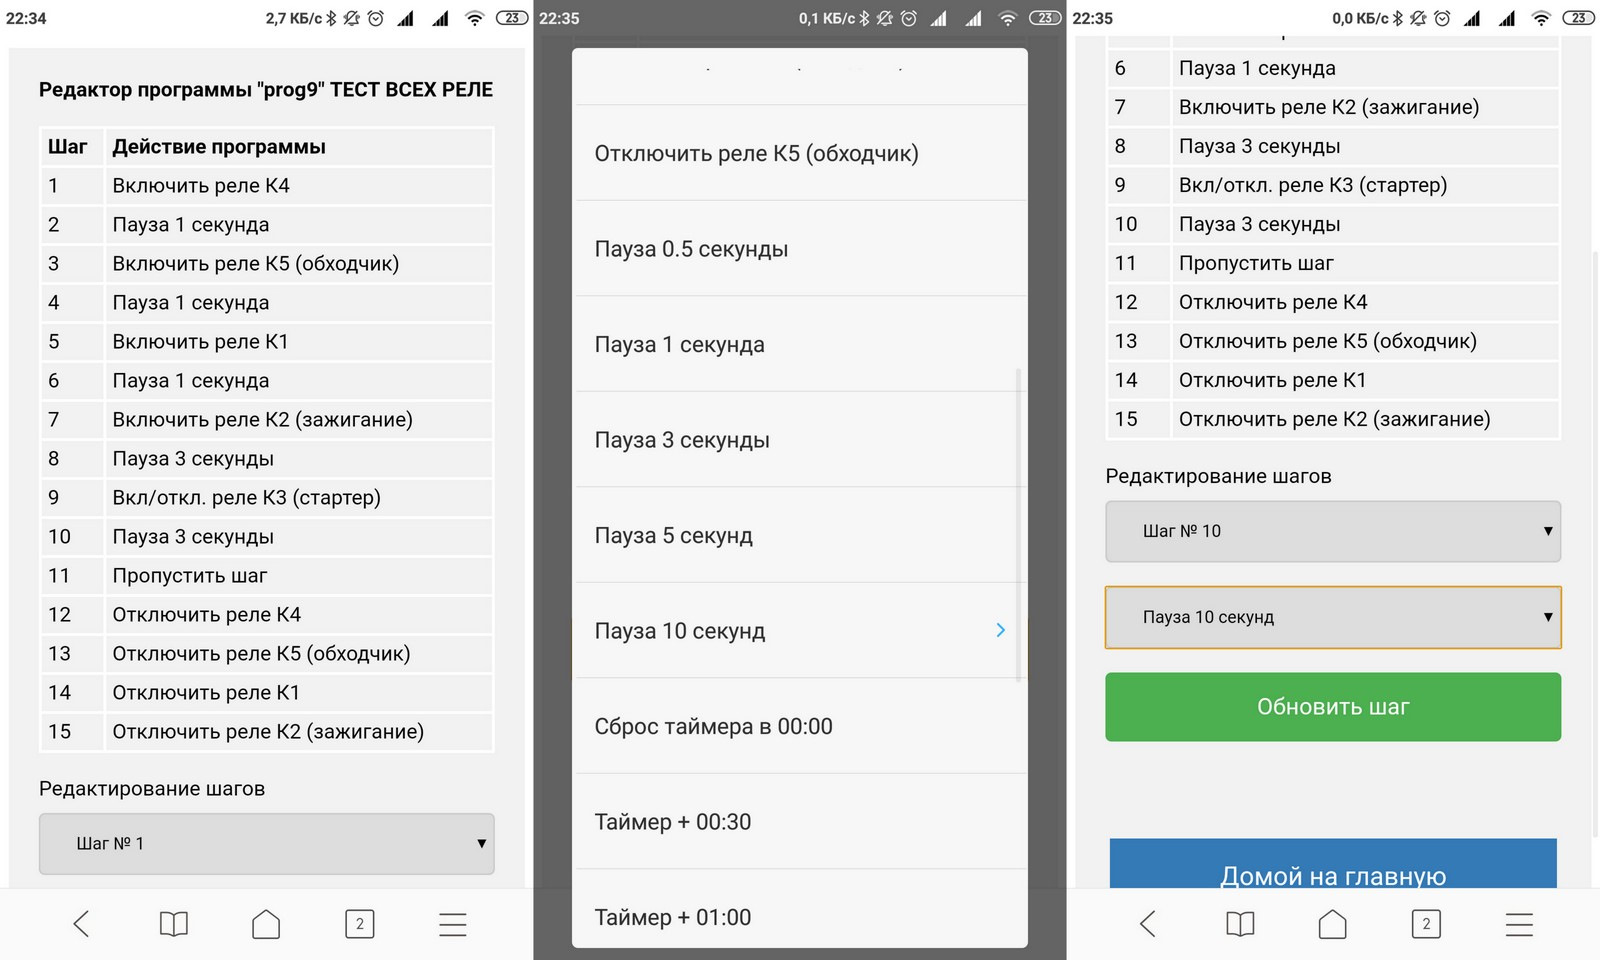 22:34 2,7 КБ/с 23
Редактор программы "prog9" ТЕСТ ВСЕХ РЕЛЕ
Шаг Действие программы
1 Включить реле К4
2 Пауза 1 секунда
3 Включить реле К5 (обходчик)
4 Пауза 1 секунда
5 Включить реле К1
6 Пауза 1 секунда
7 Включить реле К2 (зажигание)
8 Пауза 3 секунды
9 Вкл/откл. реле К3 (стартер)
10 Пауза 3 секунды
11 Пропустить шаг
12 Отключить реле К4
13 Отключить реле К5 (обходчик)
14 Отключить реле К1
15 Отключить реле К2 (зажигание)
Редактирование шагов
Шаг № 1
2
22:35 0,1 КБ/с 23
Отключить реле К5 (обходчик)
Пауза 0.5 секунды
Пауза 1 секунда
Пауза 3 секунды
Пауза 5 секунд
Пауза 10 секунд
Сброс таймера в 00:00
Таймер + 00:30
Таймер + 01:00
22:35 0,0 КБ/с 23
6 Пауза 1 секунда
7 Включить реле К2 (зажигание)
8 Пауза 3 секунды
9 Вкл/откл. реле К3 (стартер)
10 Пауза 3 секунды
11 Пропустить шаг
12 Отключить реле К4
13 Отключить реле К5 (обходчик)
14 Отключить реле К1
15 Отключить реле К2 (зажигание)
Редактирование шагов
Шаг № 10
Пауза 10 секунд
Обновить шаг
Домой на главную
2